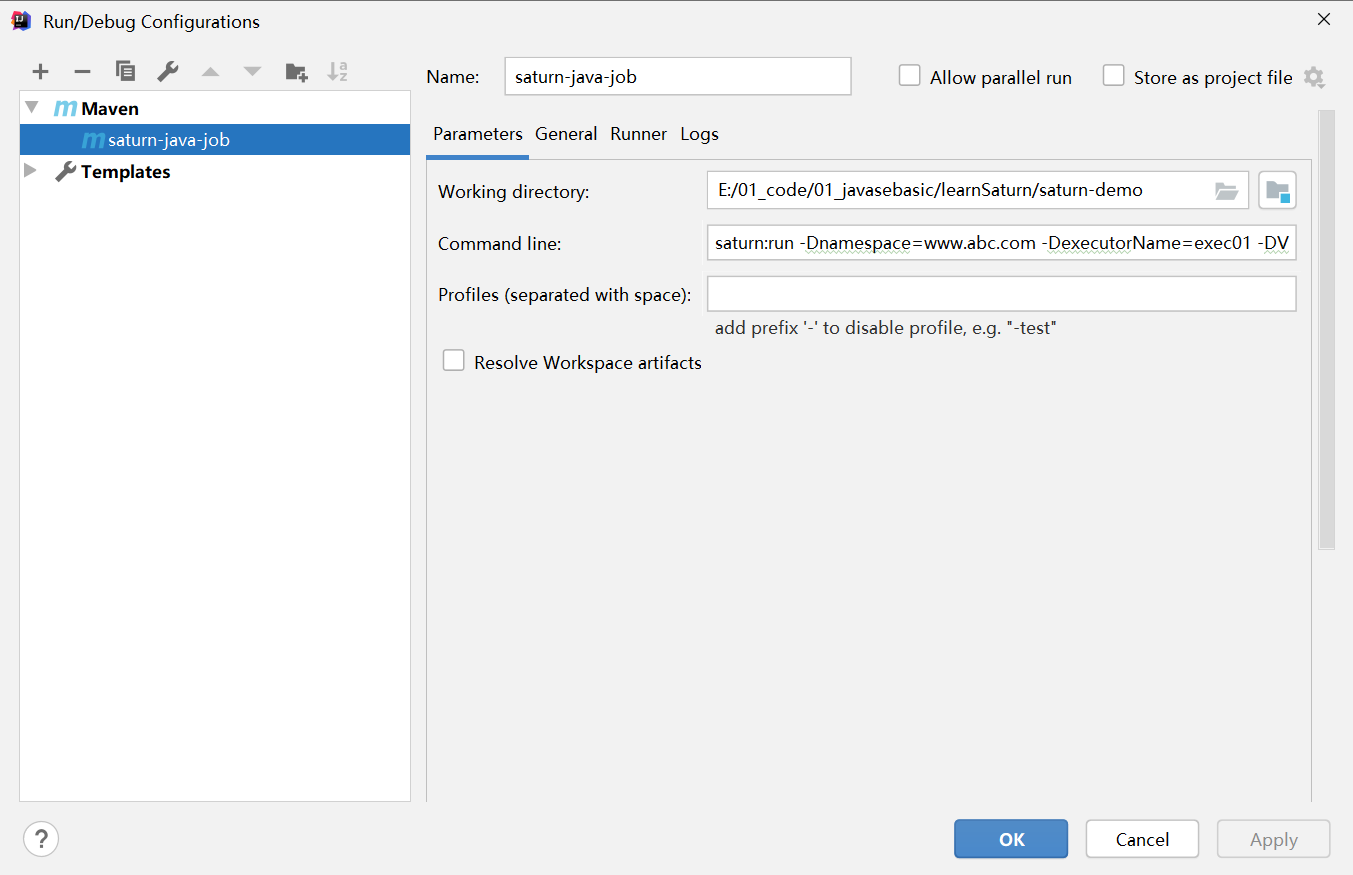 Run/Debug Configurations
Name: saturn-java-job Allow parallel run Store as project file
Maven
saturn-java-job
Templates
Parameters General Runner Logs
Working directory: E:/01_code/01_javasebasic/learnSaturn/saturn-demo
Command line: saturn:run -Dnamespace=www.abc.com -DexecutorName=exec01 -DV
Profiles (separated with space):
add prefix '-' to disable profile, e.g. "-test"
Resolve Workspace artifacts
? OK Cancel Apply